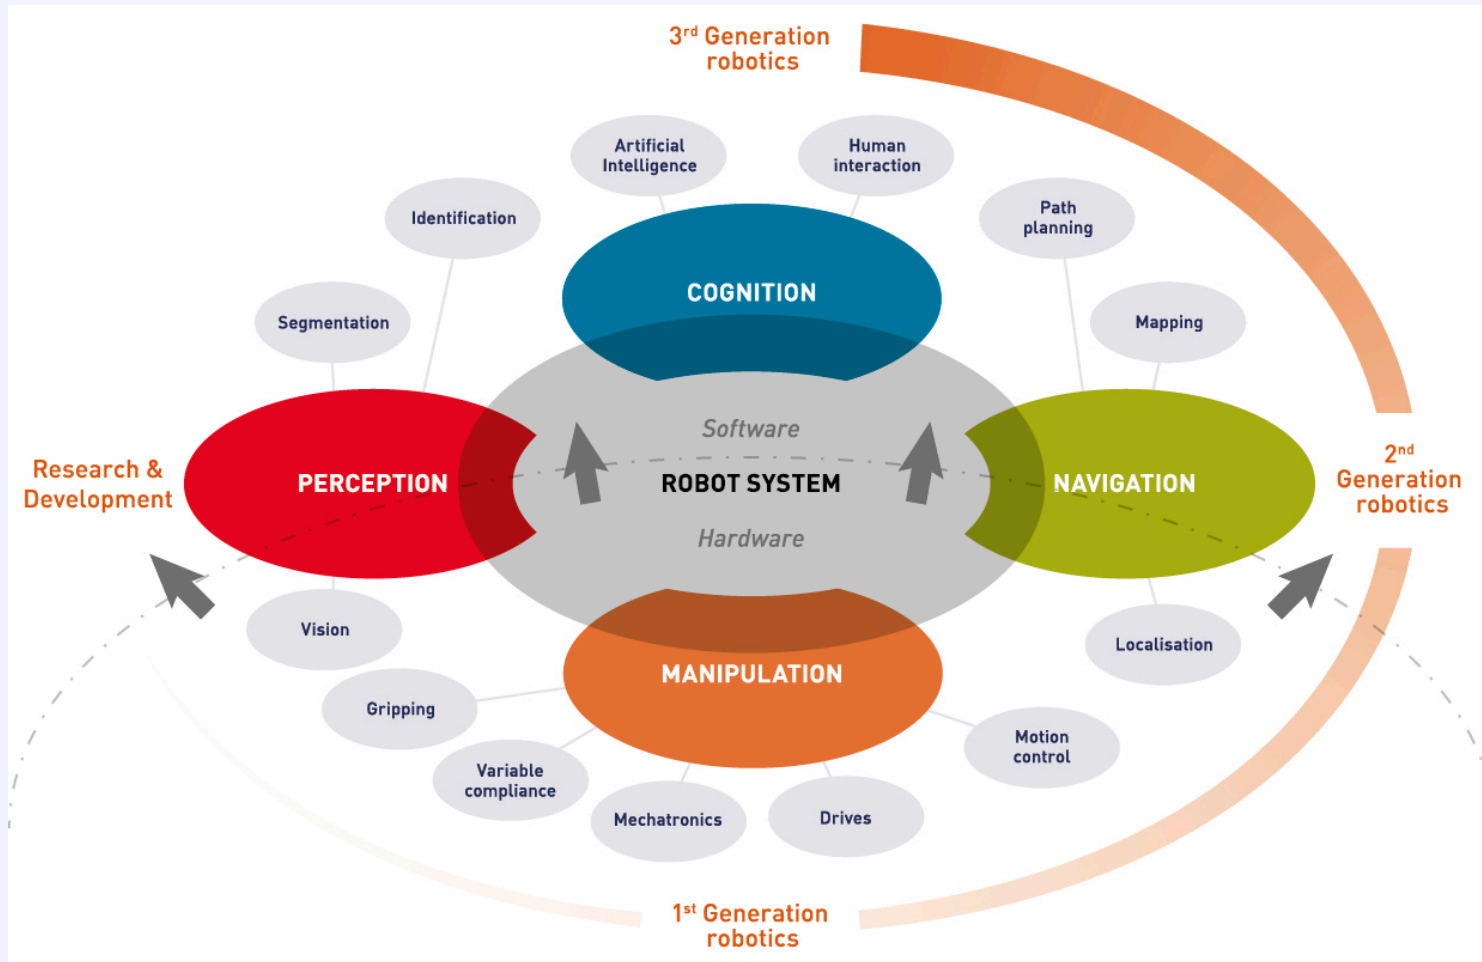 3rd Generation
robotics
Artificial
Intelligence
Human
interaction
Identification
Path
planning
Segmentation
COGNITION
Mapping
Software
Research &
Development
PERCEPTION
ROBOT SYSTEM
NAVIGATION
2nd
Generation
robotics
Hardware
Vision
Localisation
MANIPULATION
Gripping
Motion
control
Variable
compliance
Mechatronics
Drives
1st Generation
robotics